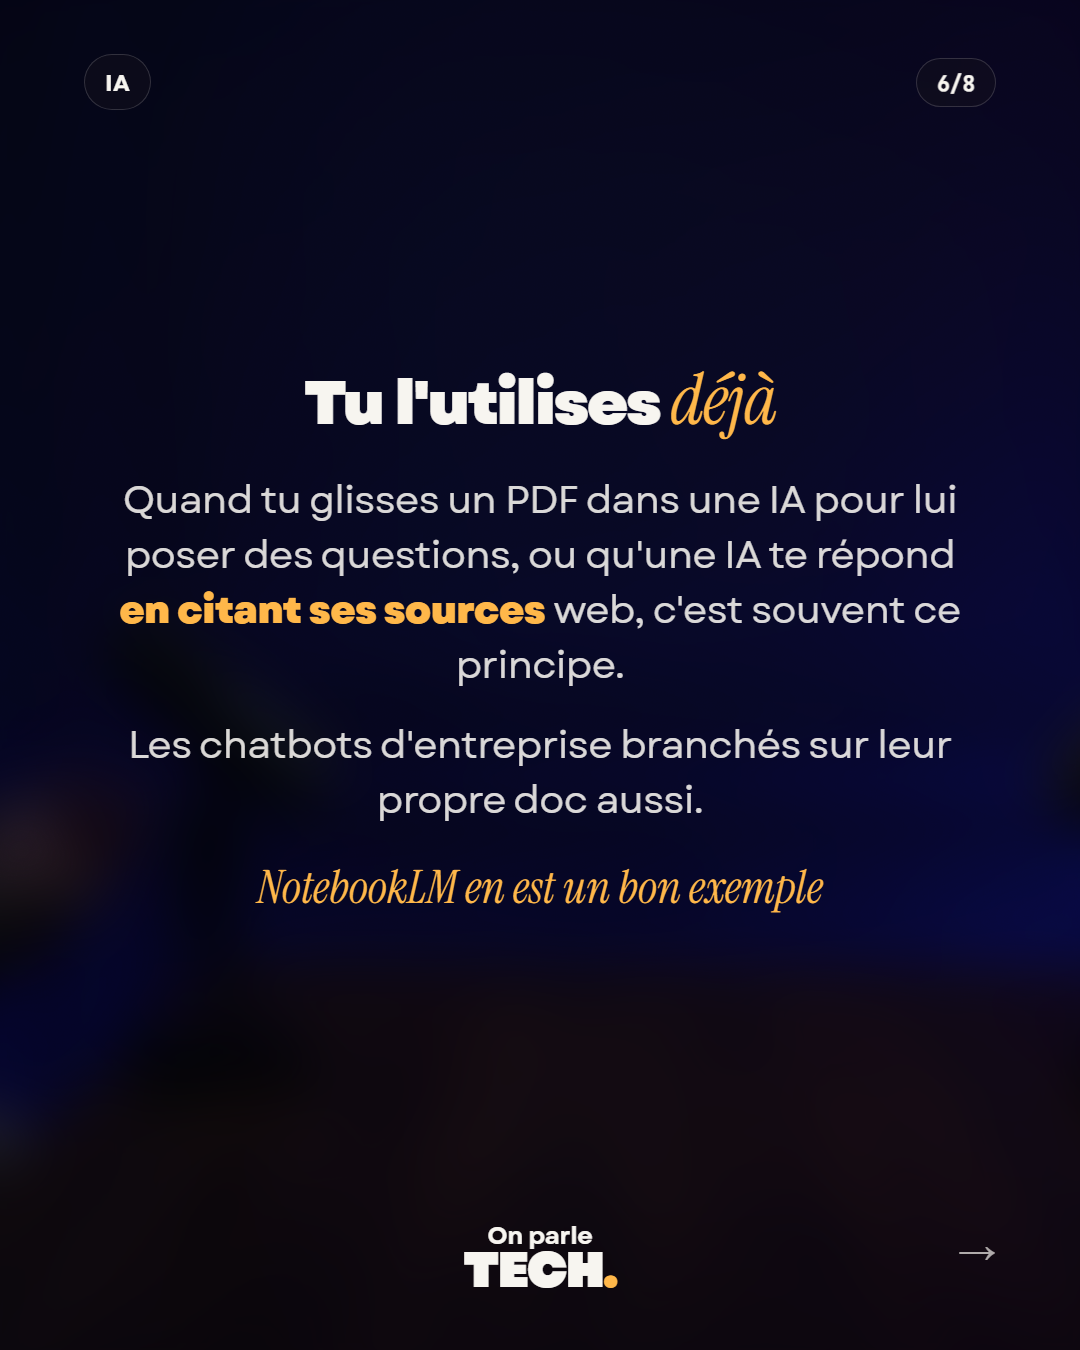 IA
6/8
Tu l'utilises déjà
Quand tu glisses un PDF dans une IA pour lui
poser des questions, ou qu'une IA te répond
en citant ses sources web, c'est souvent ce
principe.
Les chatbots d'entreprise branchés sur leur
propre doc aussi.
NotebookLM en est un bon exemple
On parle
TECH.
→